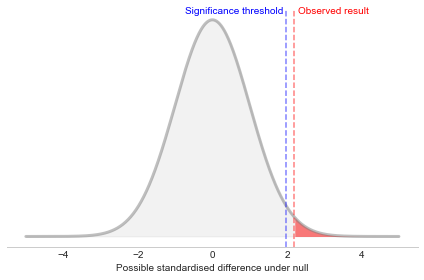 Significance threshold
Observed result
−4 −2 0 2 4
Possible standardised difference under null